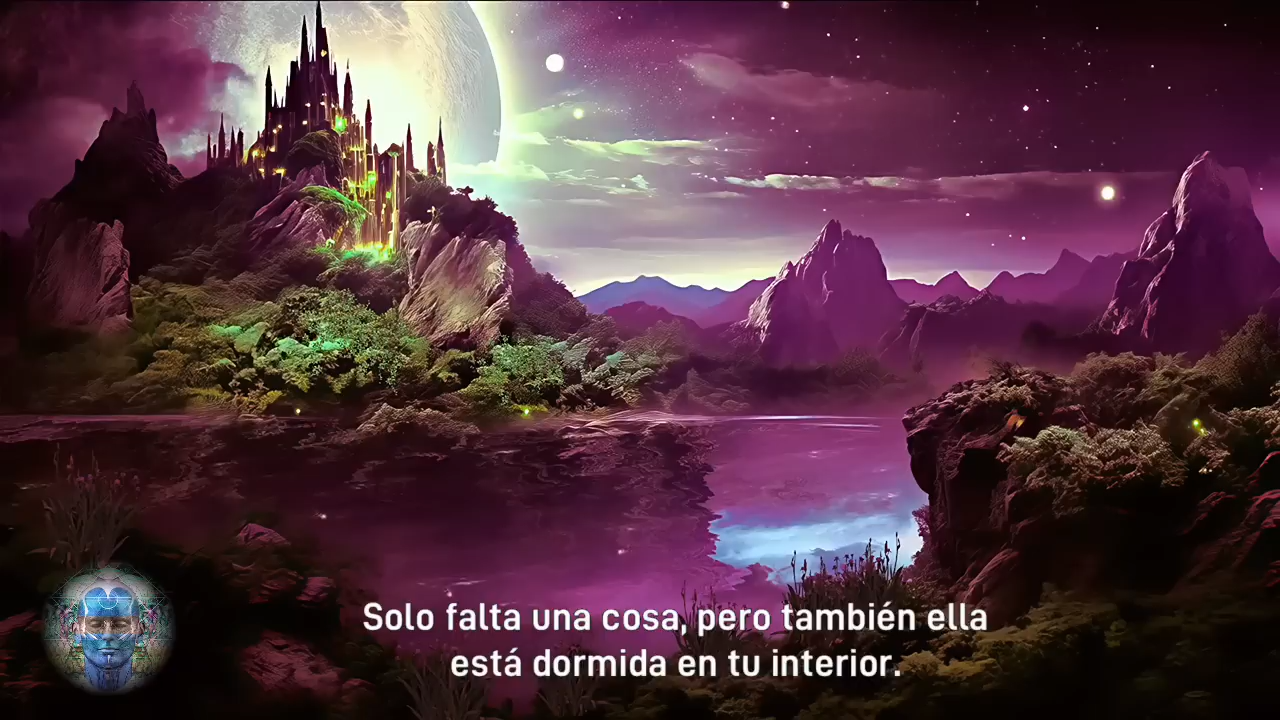 Solo falta una cosa, pero también ella
está dormida en tu interior.